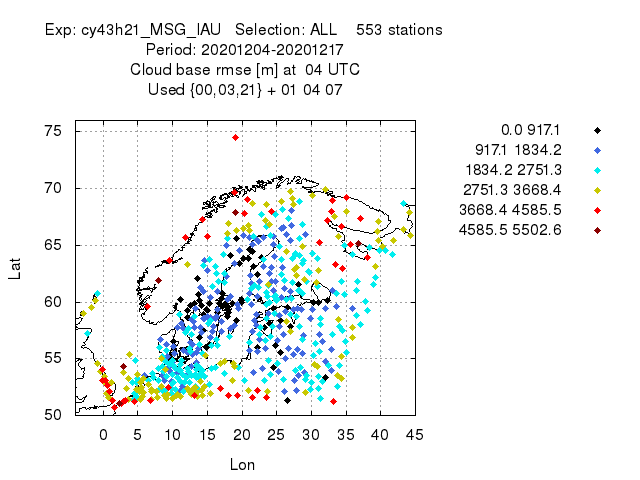 Exp: cy43h21_MSG_IAU   Selection: ALL    553 stations
Period: 20201204-20201217
Cloud base rmse [m] at  04 UTC
Used {00,03,21} + 01 04 07
0.0 917.1
917.1 1834.2
1834.2 2751.3
2751.3 3668.4
3668.4 4585.5
4585.5 5502.6
75
70
65
60
55
50
Lat
0 5 10 15 20 25 30 35 40 45
Lon